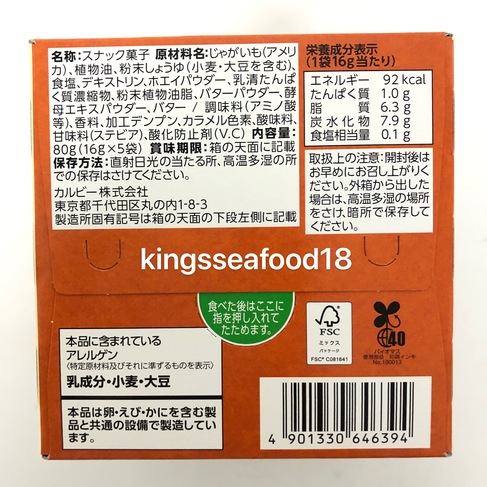 名称：スナック菓子 原材料名：じゃがいも(アメリ
カ)、植物油、粉末しょうゆ(小麦・大豆を含む)、
食塩、デキストリン、ホエイパウダー、乳清たんぱ
く質濃縮物、粉末植物油脂、バターパウダー、酵
母エキスパウダー、バター / 調味料(アミノ酸
等)、香料、加工デンプン、カラメル色素、酸味料、
甘味料(ステビア)、酸化防止剤(V.C) 内容量：
80g(16g×5袋) 賞味期限：箱の天面に記載
保存方法：直射日光の当たる所、高温多湿の所
での保存はさけてください。
カルビー株式会社
東京都千代田区丸の内1-8-3
製造所固有記号は箱の天面の下段左側に記載
栄養成分表示
(1袋16g当たり)
エネルギー 92kcal
たんぱく質 1.0g
脂質 6.3g
炭水化物 7.9g
食塩相当量 0.1g
取扱上の注意：開封後は
お早めにお召し上がりくだ
さい。外箱から出した
場合は、高温多湿の場所
をさけ、暗所で保存して
ください。
kingsseafood18
食べた後はここに
指を押し入れて
たためます。
本品に含まれている
アレルゲン
(特定原材料及びそれに準ずるものを表示)
乳成分・小麦・大豆
本品は卵・えび・かにを含む製品
と共通の設備で製造してい
ます。
FSC
ミックス
パッケージ
FSC® C081641
40
バイオマス
No.180013
4 901330 646394